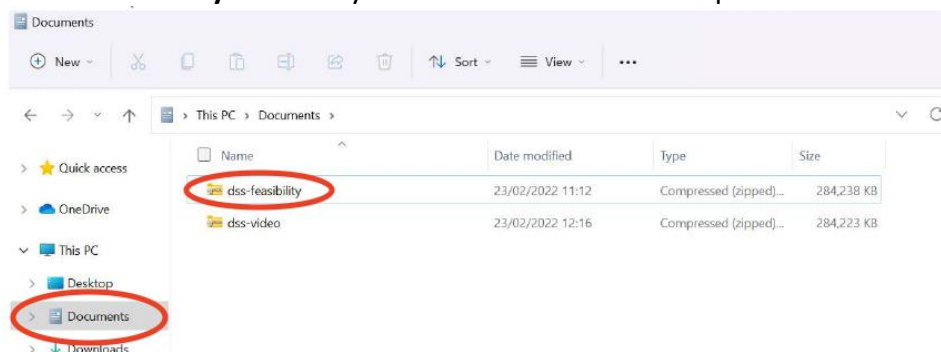 Documents
New Sort View
This PC > Documents >
Name Date modified Type Size
Quick access
dss-feasibility 23/02/2022 11:12 Compressed (zipped)... 284,238 KB
OneDrive
dss-video 23/02/2022 12:16 Compressed (zipped)... 284,223 KB
This PC
Desktop
Documents
Downloads